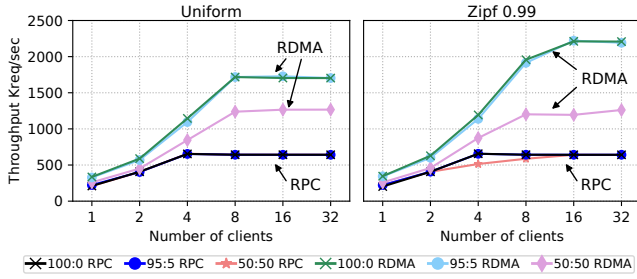 Uniform
Zipf 0.99
Throughput Kreq/sec
2500
2000
1500
1000
500
0
RDMA
RPC
RDMA
RPC
1 2 4 8 16 32
1 2 4 8 16 32
Number of clients
Number of clients
100:0 RPC 95:5 RPC 50:50 RPC 100:0 RDMA 95:5 RDMA 50:50 RDMA